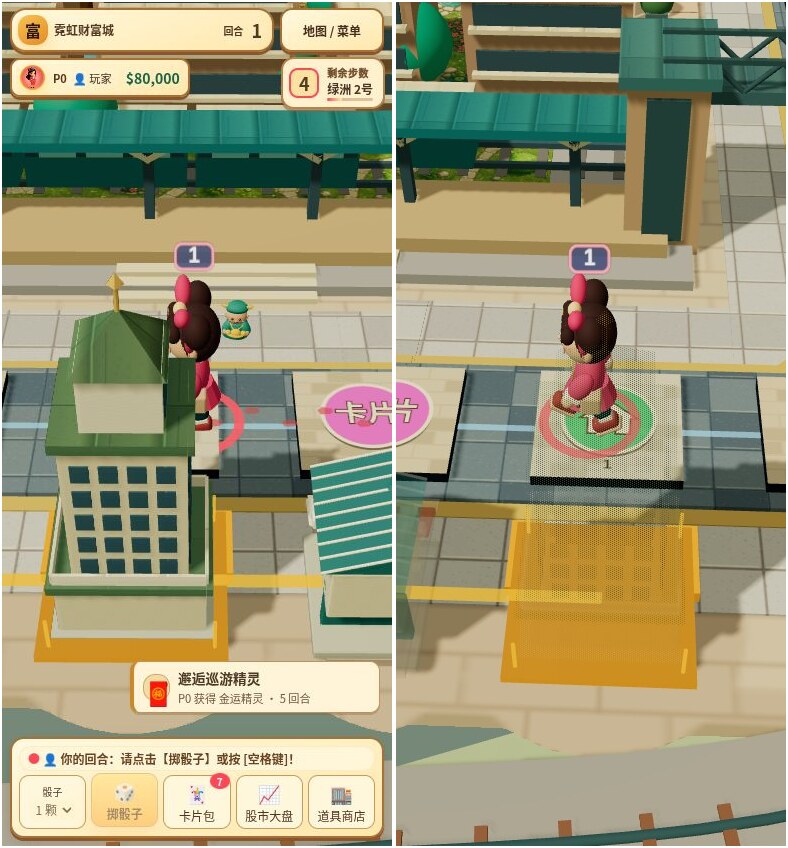 富 霓虹财富城 回合 1
地图 / 菜单
P0 👤 玩家 $80,000
4 剩余步数
绿洲 2号
1
卡片
邂逅巡游精灵
P0 获得 金运精灵 · 5 回合
👤 你的回合：请点击【掷骰子】或按 [空格键]！
骰子
1 颗
掷骰子
7
卡片包
股市大盘
道具商店
1
片
1